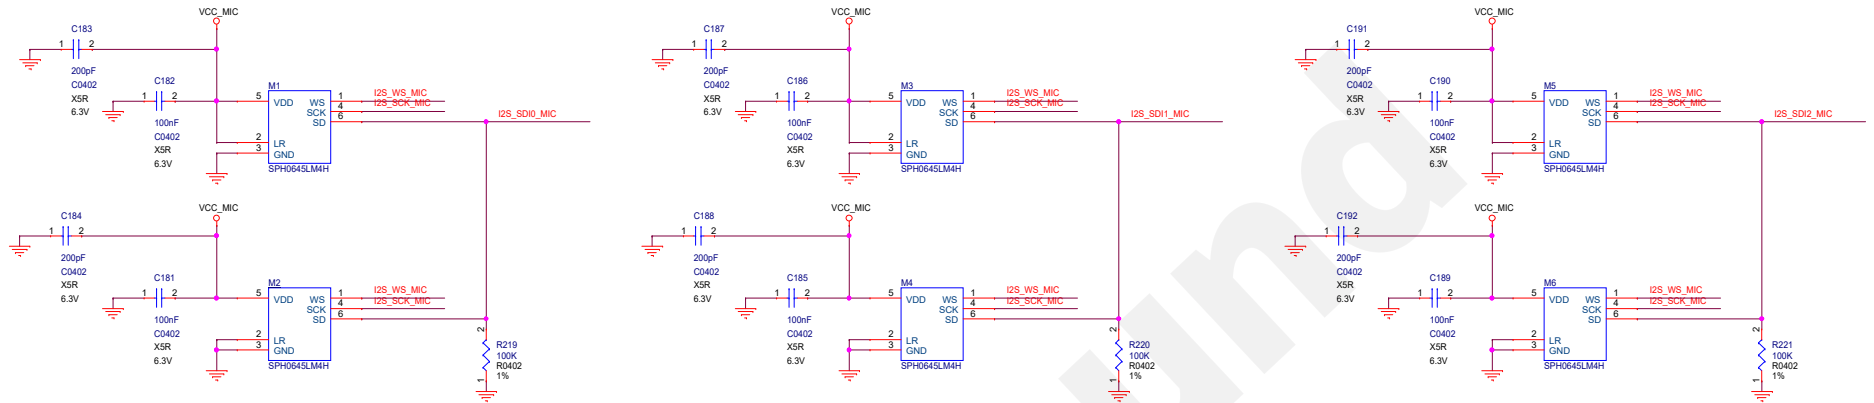 VCC_MIC
C183
1 2
200pF
C0402
X5R
6.3V
C182
1 2
100nF
C0402
X5R
6.3V
M1
5 VDD WS 1 I2S_WS_MIC
SCK 4 I2S_SCK_MIC
SD 6 I2S_SDI0_MIC
2 LR
3 GND
SPH0645LM4H
VCC_MIC
C187
1 2
200pF
C0402
X5R
6.3V
C186
1 2
100nF
C0402
X5R
6.3V
M3
5 VDD WS 1 I2S_WS_MIC
SCK 4 I2S_SCK_MIC
SD 6 I2S_SDI1_MIC
2 LR
3 GND
SPH0645LM4H
VCC_MIC
C191
1 2
200pF
C0402
X5R
6.3V
C190
1 2
100nF
C0402
X5R
6.3V
M5
5 VDD WS 1 I2S_WS_MIC
SCK 4 I2S_SCK_MIC
SD 6 I2S_SDI2_MIC
2 LR
3 GND
SPH0645LM4H
VCC_MIC
C184
1 2
200pF
C0402
X5R
6.3V
C181
1 2
100nF
C0402
X5R
6.3V
M2
5 VDD WS 1 I2S_WS_MIC
SCK 4 I2S_SCK_MIC
SD 6
2 LR
3 GND
SPH0645LM4H
2
R219
100K
R0402
1%
1
VCC_MIC
C188
1 2
200pF
C0402
X5R
6.3V
C185
1 2
100nF
C0402
X5R
6.3V
M4
5 VDD WS 1 I2S_WS_MIC
SCK 4 I2S_SCK_MIC
SD 6
2 LR
3 GND
SPH0645LM4H
2
R220
100K
R0402
1%
1
VCC_MIC
C192
1 2
200pF
C0402
X5R
6.3V
C189
1 2
100nF
C0402
X5R
6.3V
M6
5 VDD WS 1 I2S_WS_MIC
SCK 4 I2S_SCK_MIC
SD 6
2 LR
3 GND
SPH0645LM4H
2
R221
100K
R0402
1%
1